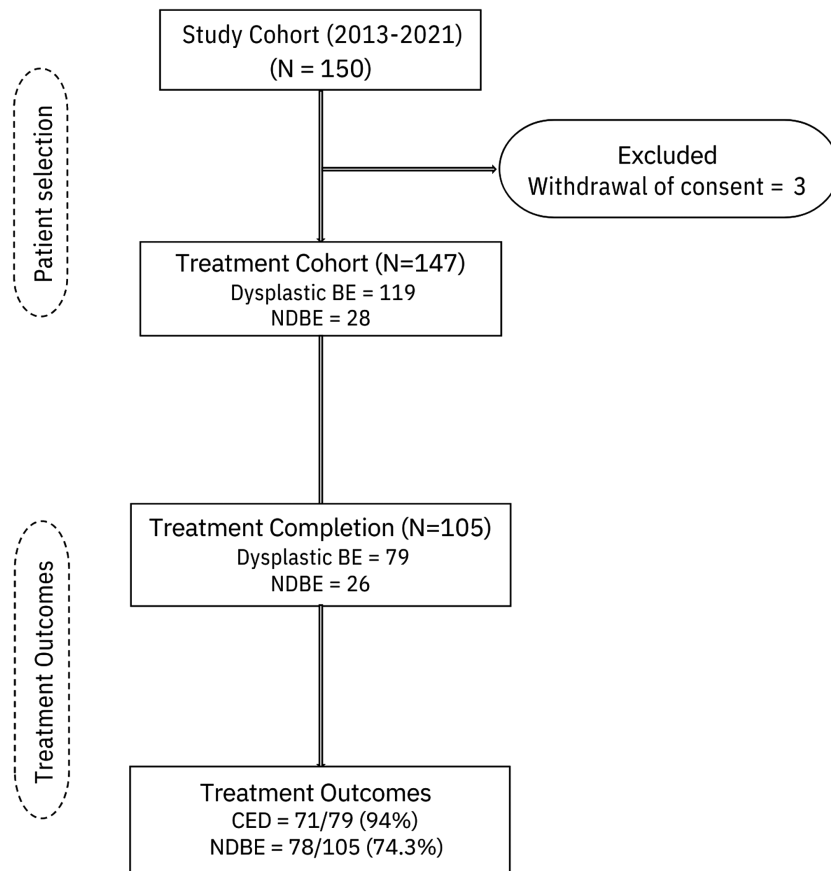 Study Cohort (2013-2021)
(N = 150)
Patient selection
Excluded
Withdrawal of consent = 3
Treatment Cohort (N=147)
Dysplastic BE = 119
NDBE = 28
Treatment Completion (N=105)
Dysplastic BE = 79
NDBE = 26
Treatment Outcomes
Treatment Outcomes
CED = 71/79 (94%)
NDBE = 78/105 (74.3%)